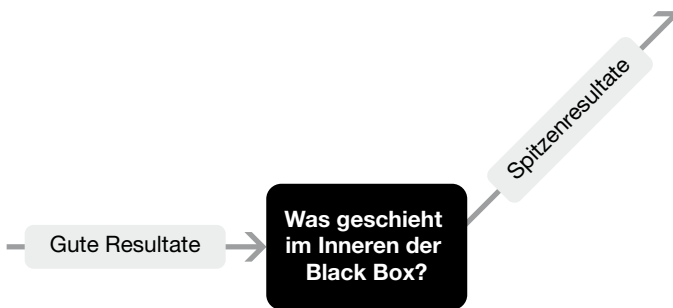 Gute Resultate
Was geschieht
im Inneren der
Black Box?
Spitzenresultate